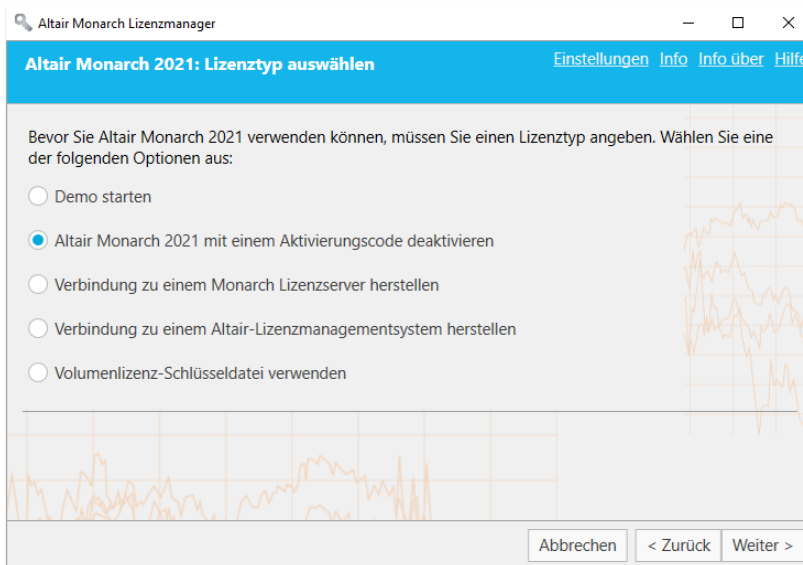 Altair Monarch Lizenzmanager
Altair Monarch 2021: Lizenztyp auswählen
Einstellungen Info Info über Hilfe
Bevor Sie Altair Monarch 2021 verwenden können, müssen Sie einen Lizenztyp angeben. Wählen Sie eine
der folgenden Optionen aus:
Demo starten
Altair Monarch 2021 mit einem Aktivierungscode deaktivieren
Verbindung zu einem Monarch Lizenzserver herstellen
Verbindung zu einem Altair-Lizenzmanagementsystem herstellen
Volumenlizenz-Schlüsseldatei verwenden
Abbrechen < Zurück Weiter >